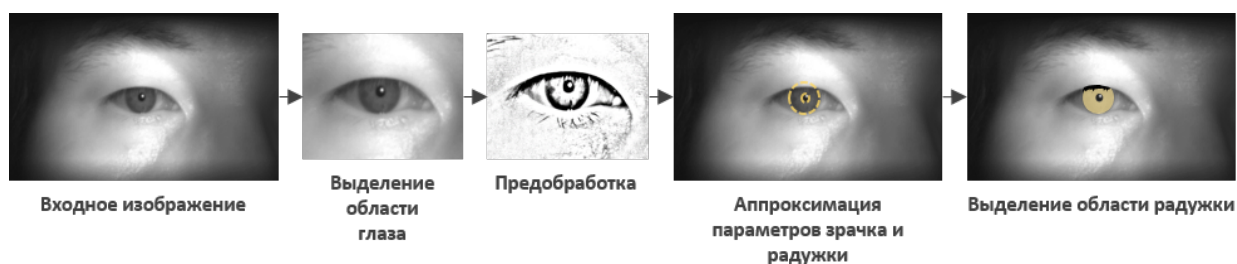 Входное изображение
Выделение
области
глаза
Предобработка
Аппроксимация
параметров зрачка и
радужки
Выделение области радужки